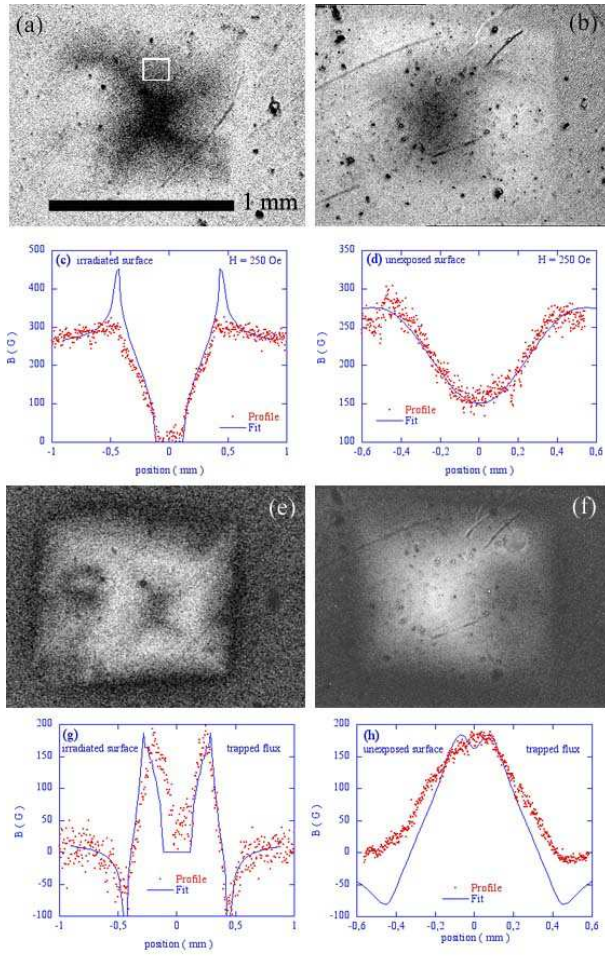 (a)
(b)
1 mm
(c) irradiated surface H = 250 Oe
500
400
300
200
100
0
B ( G )
Profile
Fit
-1 -0,5 0 0,5 1
position ( mm )
(d) unexposed surface H = 250 Oe
350
300
250
200
150
100
B ( G )
Profile
Fit
-0,6 -0,4 -0,2 0 0,2 0,4 0,6
position ( mm )
(e)
(f)
(g)
irradiated surface trapped flux
200
150
100
50
0
-50
-100
B ( G )
Profile
Fit
-1 -0,5 0 0,5 1
position ( mm )
(h)
unexposed surface trapped flux
200
150
100
50
0
-50
-100
B ( G )
Profile
Fit
-0,6 -0,4 -0,2 0 0,2 0,4 0,6
position ( mm )